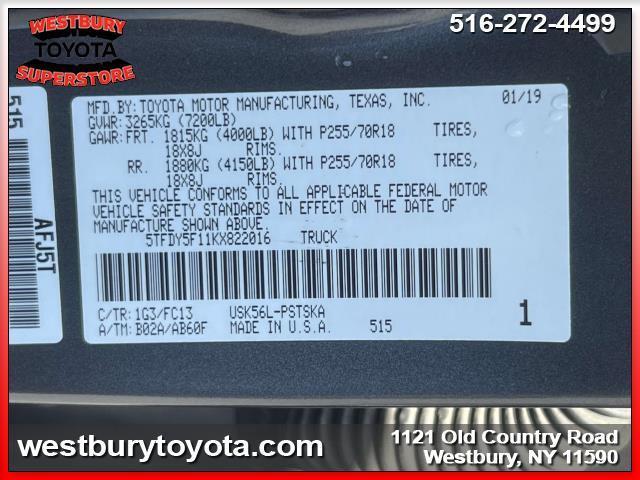 WESTBURY
TOYOTA
SUPERSTORE
516-272-4499
515
AFJ5T
MFD.BY:TOYOTA MOTOR MANUFACTURING, TEXAS, INC. 01/19
GVWR: 3265KG (7200LB)
GAWR: FRT. 1815KG (4000LB) WITH P255/70R18 TIRES,
18X8J RIMS.
RR. 1880KG (4150LB) WITH P255/70R18 TIRES,
18X8J RIMS.
THIS VEHICLE CONFORMS TO ALL APPLICABLE FEDERAL MOTOR
VEHICLE SAFETY STANDARDS IN EFFECT ON THE DATE OF
MANUFACTURE SHOWN ABOVE.
5TFDY5F11KX822016 TRUCK
C/TR: 1G3/FC13 USK56L-PSTSKA
A/TM: B02A/AB60F MADE IN U.S.A. 515 1
westburytoyota.com
1121 Old Country Road
Westbury, NY 11590